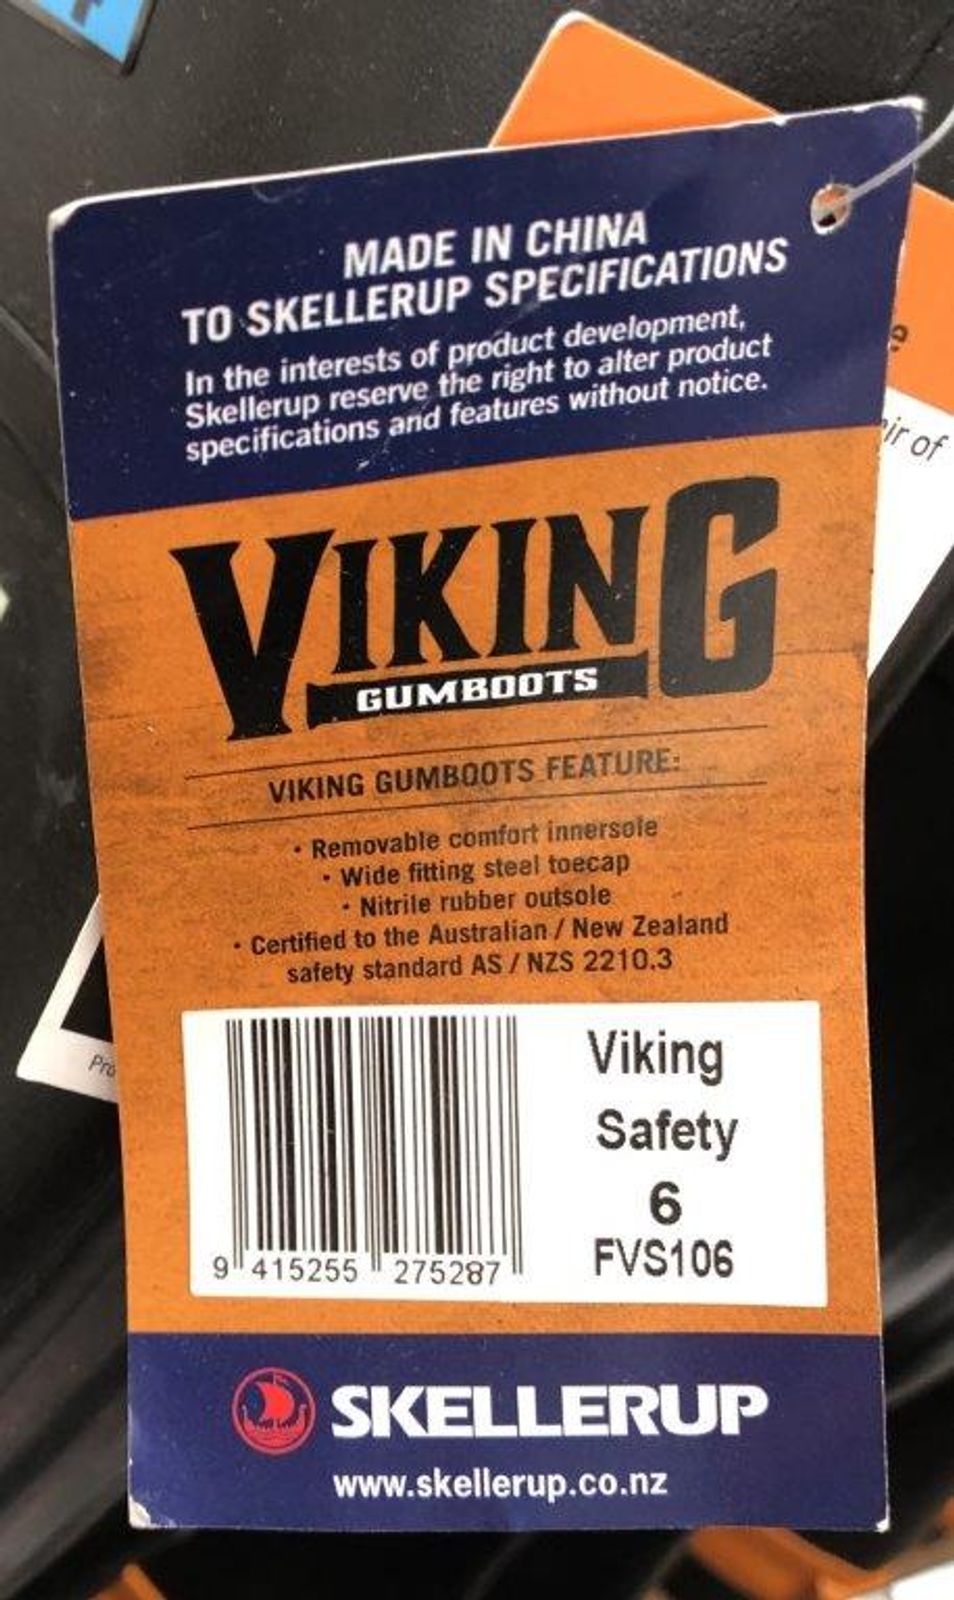 MADE IN CHINA
TO SKELLERUP SPECIFICATIONS
In the interests of product development,
Skellerup reserve the right to alter product
specifications and features without notice.
VIKING
GUMBOOTS
VIKING GUMBOOTS FEATURE:
• Removable comfort innersole
• Wide fitting steel toecap
• Nitrile rubber outsole
• Certified to the Australian / New Zealand
safety standard AS / NZS 2210.3
Viking
Safety
6
FVS106
9 415255 275287
SKELLERUP
www.skellerup.co.nz
of